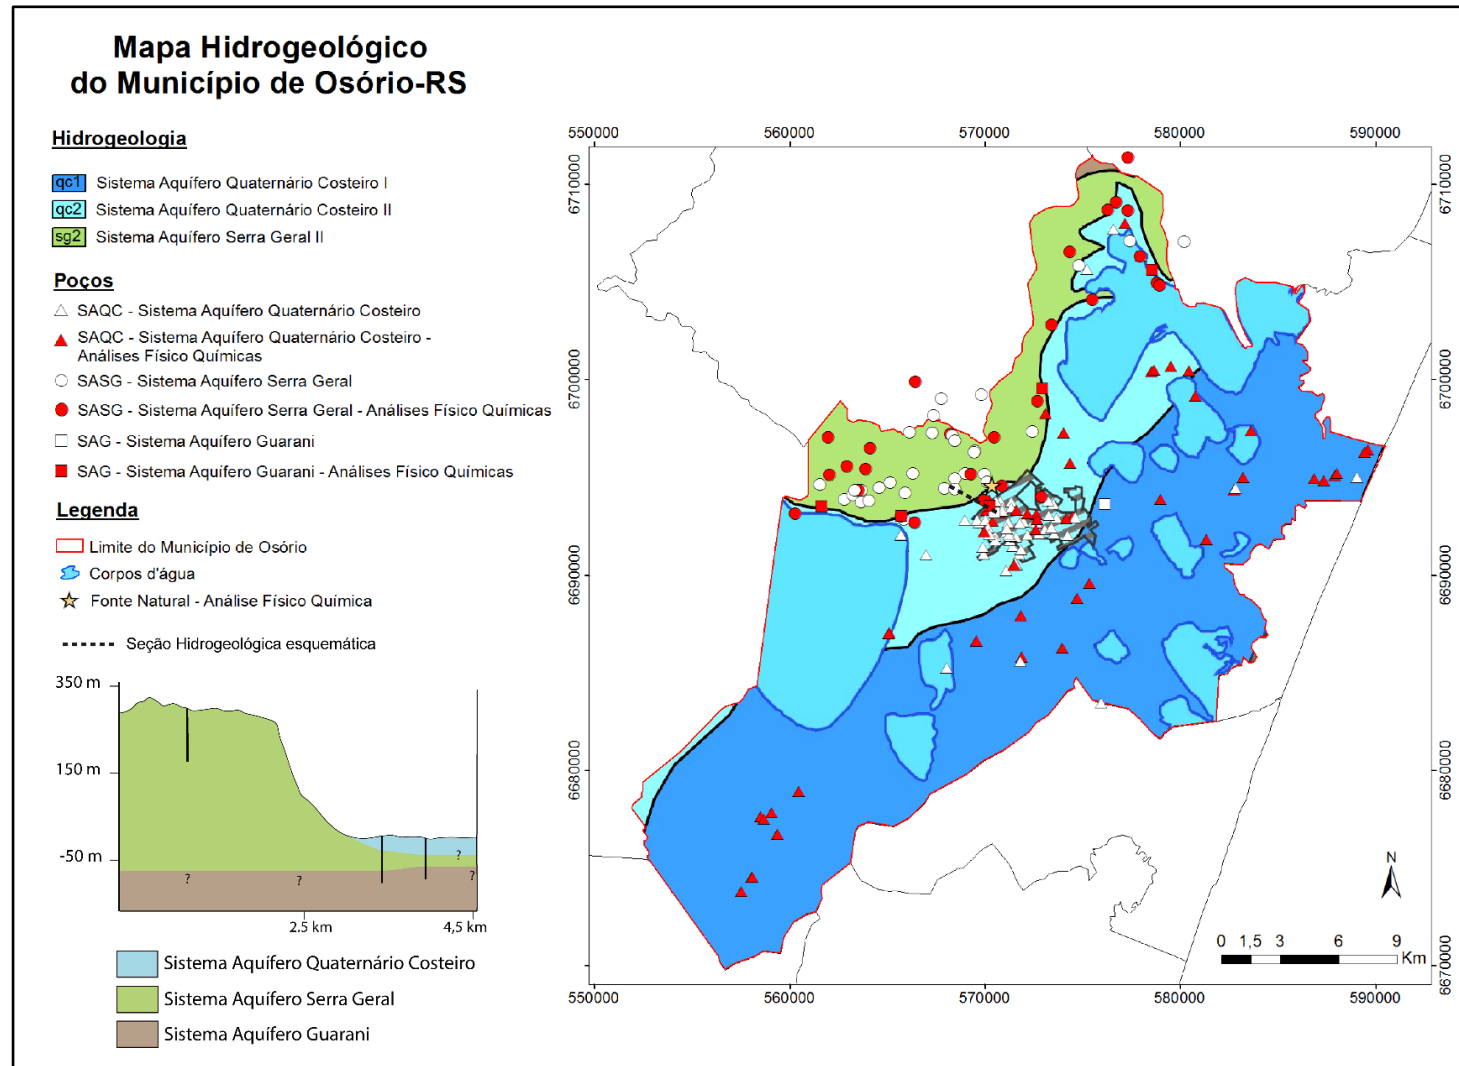 Mapa Hidrogeológico
do Município de Osório-RS
Hidrogeologia
qc1 Sistema Aquífero Quaternário Costeiro I
qc2 Sistema Aquífero Quaternário Costeiro II
sg2 Sistema Aquífero Serra Geral II
Poços
SAQC - Sistema Aquífero Quaternário Costeiro
SAQC - Sistema Aquífero Quaternário Costeiro -
Análises Físico Químicas
SASG - Sistema Aquífero Serra Geral
SASG - Sistema Aquífero Serra Geral - Análises Físico Químicas
SAG - Sistema Aquífero Guarani
SAG - Sistema Aquífero Guarani - Análises Físico Químicas
Legenda
Limite do Município de Osório
Corpos d'água
Fonte Natural - Análise Físico Química
Seção Hidrogeológica esquemática
350 m
150 m
-50 m
? ? ? ?
2.5 km 4,5 km
Sistema Aquífero Quaternário Costeiro
Sistema Aquífero Serra Geral
Sistema Aquífero Guarani
550000 560000 570000 580000 590000
6710000 6710000
6700000 6700000
6690000 6690000
6680000 6680000
6670000
N
0 1,5 3 6 9
Km
550000 560000 570000 580000 590000